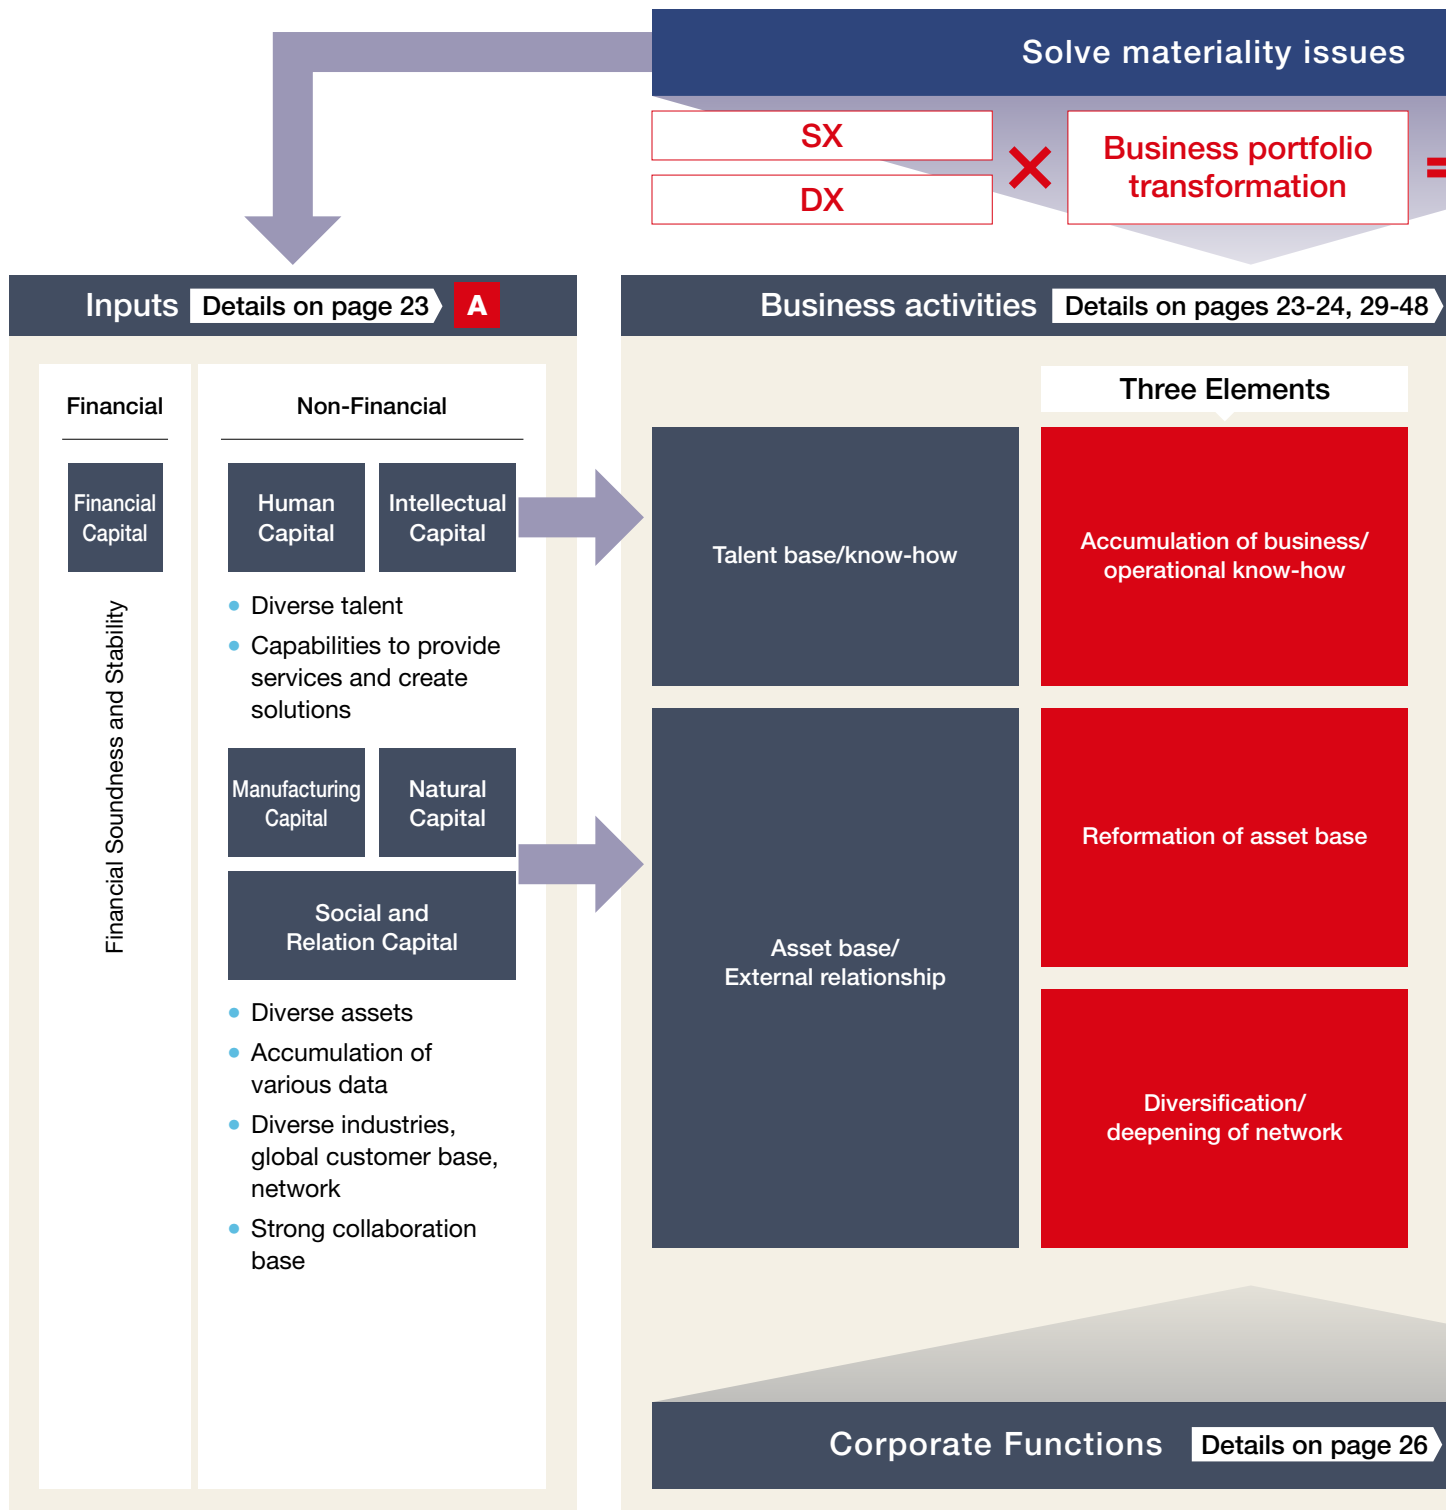 Solve materiality issues
SX
DX
×
Business portfolio
transformation
=
Inputs Details on page 23 A
Financial
Financial
Capital
Financial Soundness and Stability
Non-Financial
Human
Capital
Intellectual
Capital
• Diverse talent
• Capabilities to provide
services and create
solutions
Manufacturing
Capital
Natural
Capital
Social and
Relation Capital
• Diverse assets
• Accumulation of
various data
• Diverse industries,
global customer base,
network
• Strong collaboration
base
Business activities Details on pages 23-24, 29-48
Three Elements
Talent base/know-how
Accumulation of business/
operational know-how
Asset base/
External relationship
Reformation of asset base
Diversification/
deepening of network
Corporate Functions Details on page 26